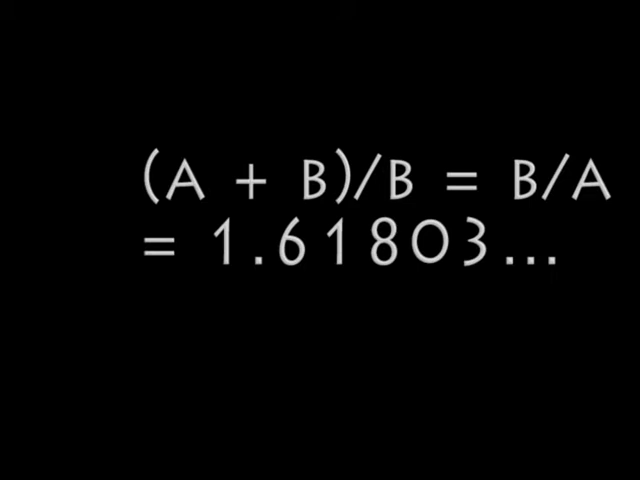 (A + B)/B = B/A
= 1.61803...